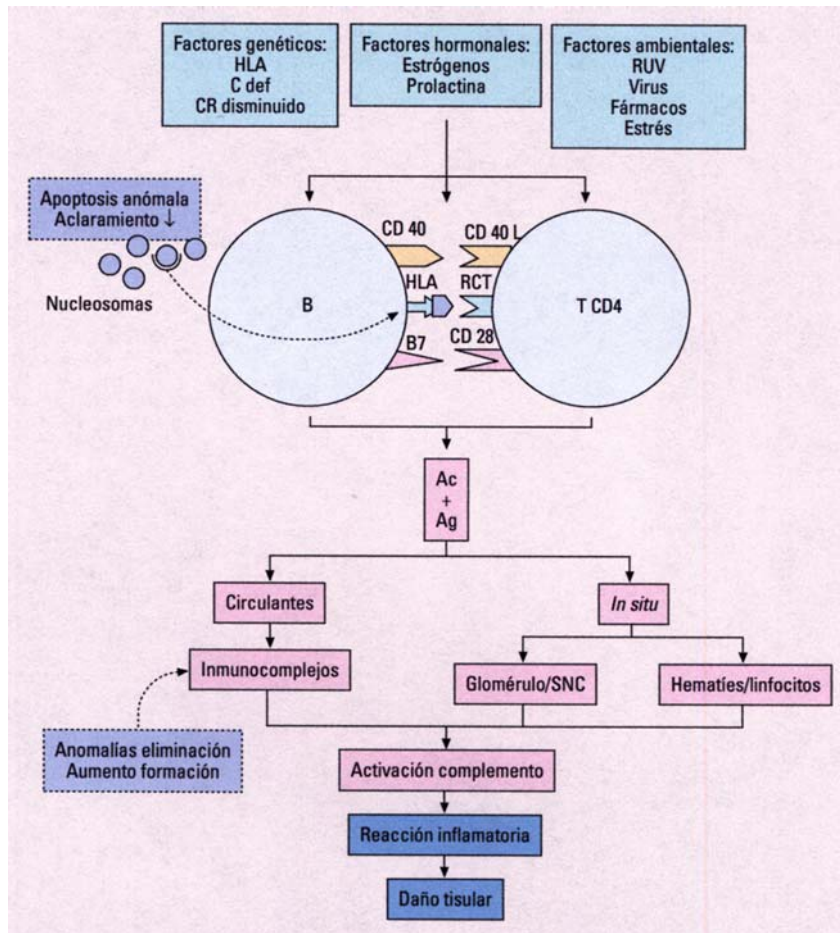 Factores genéticos:
HLA
C def
CR disminuido
Factores hormonales:
Estrógenos
Prolactina
Factores ambientales:
RUV
Virus
Fármacos
Estrés
Apoptosis anómala
Aclaramiento ↓
Nucleosomas
B
CD 40
CD 40 L
HLA
RCT
B7
CD 28
T CD4
Ac
+
Ag
Circulantes
In situ
Inmunocomplejos
Glomérulo/SNC
Hematíes/linfocitos
Anomalías eliminación
Aumento formación
Activación complemento
Reacción inflamatoria
Daño tisular